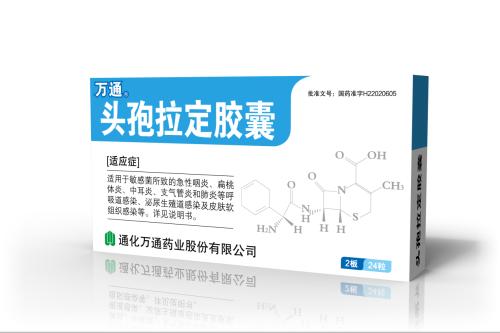 万通®
批准文号：国药准字H22020605
头孢拉定胶囊
[适应症]
适用于敏感菌所致的急性咽炎、扁桃
体炎、中耳炎、支气管炎和肺炎等呼
吸道感染、泌尿生殖道感染及皮肤软
组织感染等。详见说明书。
通化万通药业股份有限公司
O
OH
CH₃
O
N
O
N
H
H
S
H₂N
H
2板
24粒
头孢拉定胶囊